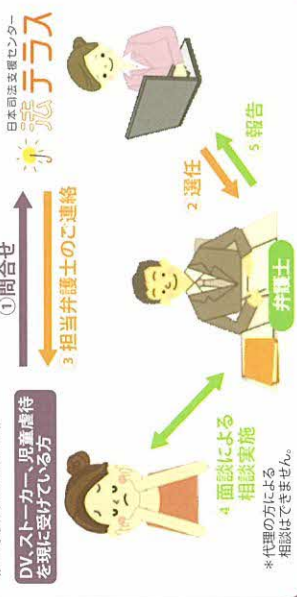 日本司法支援センター
法テラス
①問合せ
3 担当弁護士のご連絡
DV、ストーカー、児童虐待
を現に受けている方
2 選任
5 報告
弁護士
4 面談による
相談実施
*代理の方による
相談はできません。